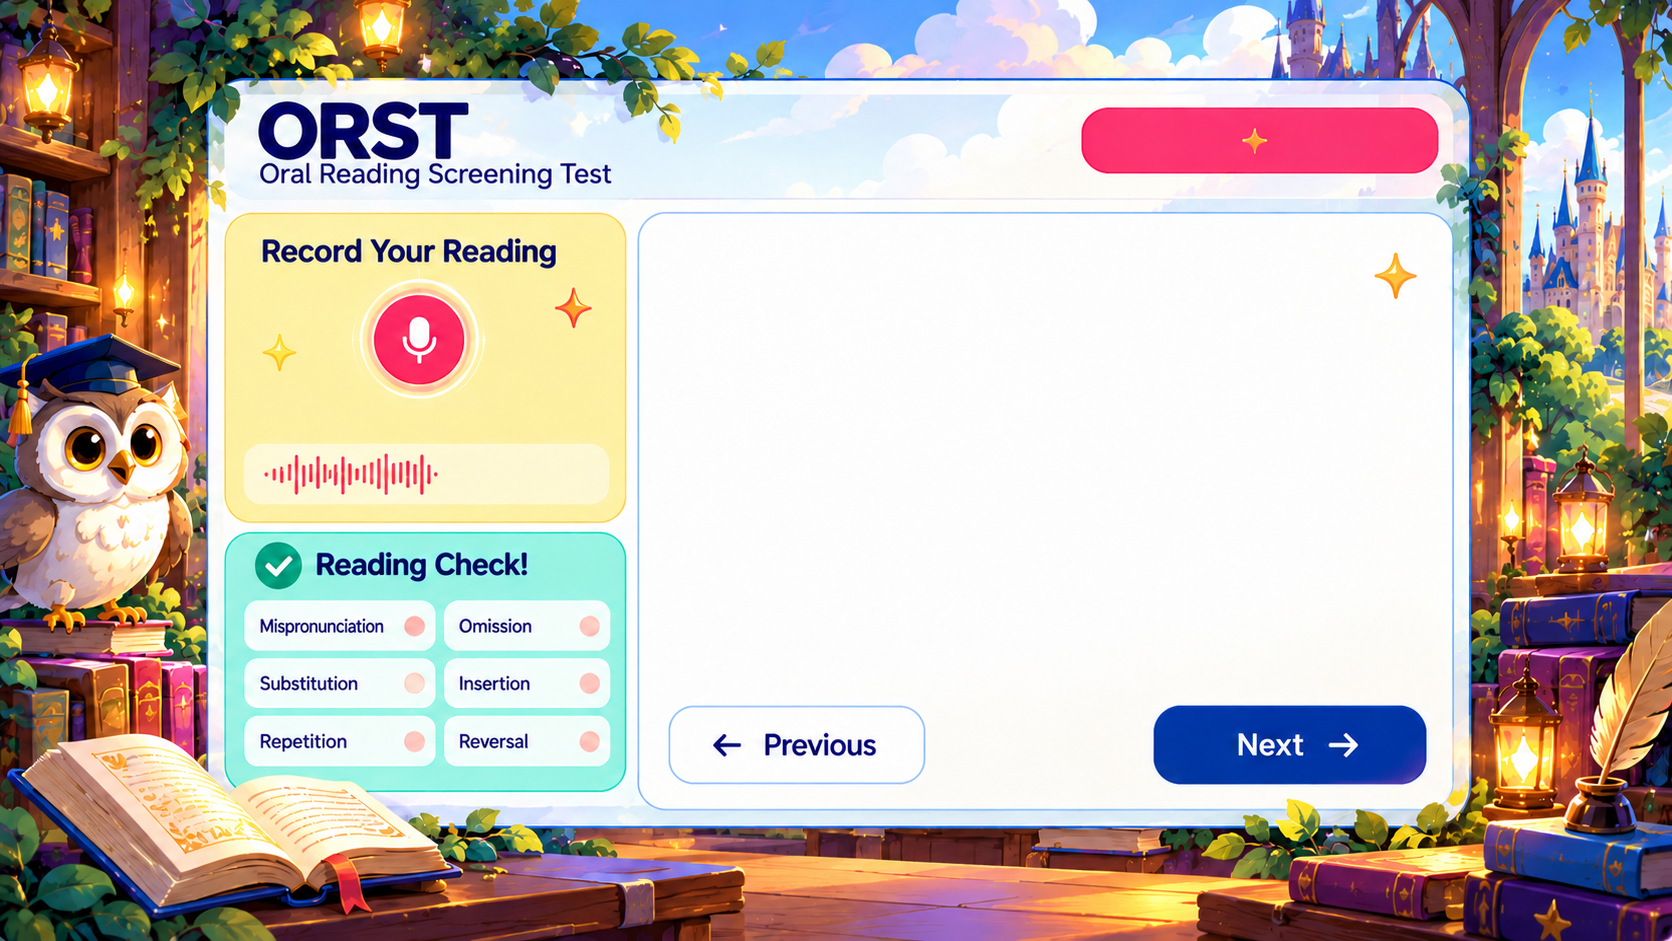 ORST
Oral Reading Screening Test
Record Your Reading
Reading Check!
Mispronunciation
Omission
Substitution
Insertion
Repetition
Reversal
← Previous
Next →